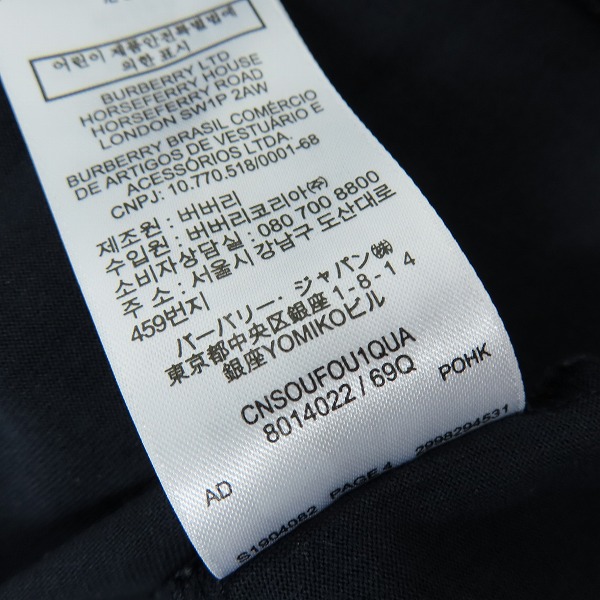 어린이 제품안전특별법에
의한 표시
BURBERRY LTD
HORSEFERRY HOUSE
HORSEFERRY ROAD
LONDON SW1P 2AW
BURBERRY BRASIL COMÉRCIO
DE ARTIGOS DE VESTUÁRIO E
ACESSÓRIOS LTDA.
CNPJ: 10.770.518/0001-68
제조원 : 버버리
수입원 : 버버리코리아㈜
소비자상담실 : 080 700 8800
주 소 : 서울시 강남구 도산대로
459번지
バーバリー・ジャパン㈱
東京都中央区銀座1-8-14
銀座YOMIKOビル
CNSOUFOU1QUA
8014022 / 69Q
AD POHK
S1904082 PAGE 4 2998294531